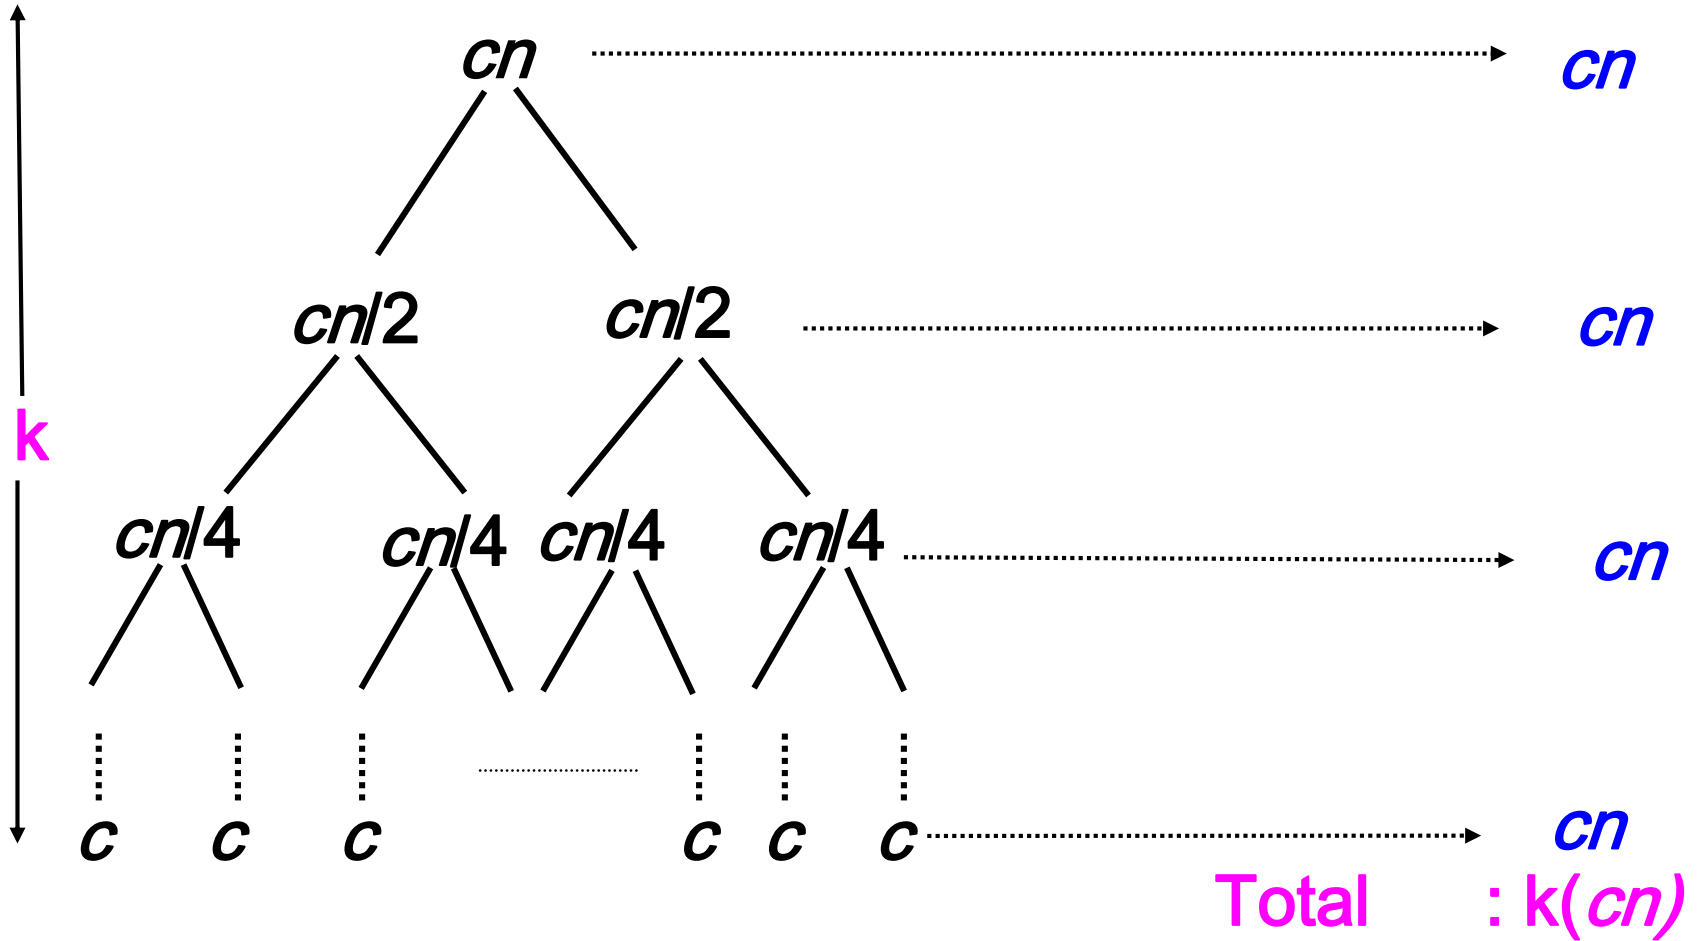 cn cn
cn/2 cn/2 cn
k
cn/4 cn/4 cn/4 cn/4 cn
c c c c c c cn
Total : k(cn)